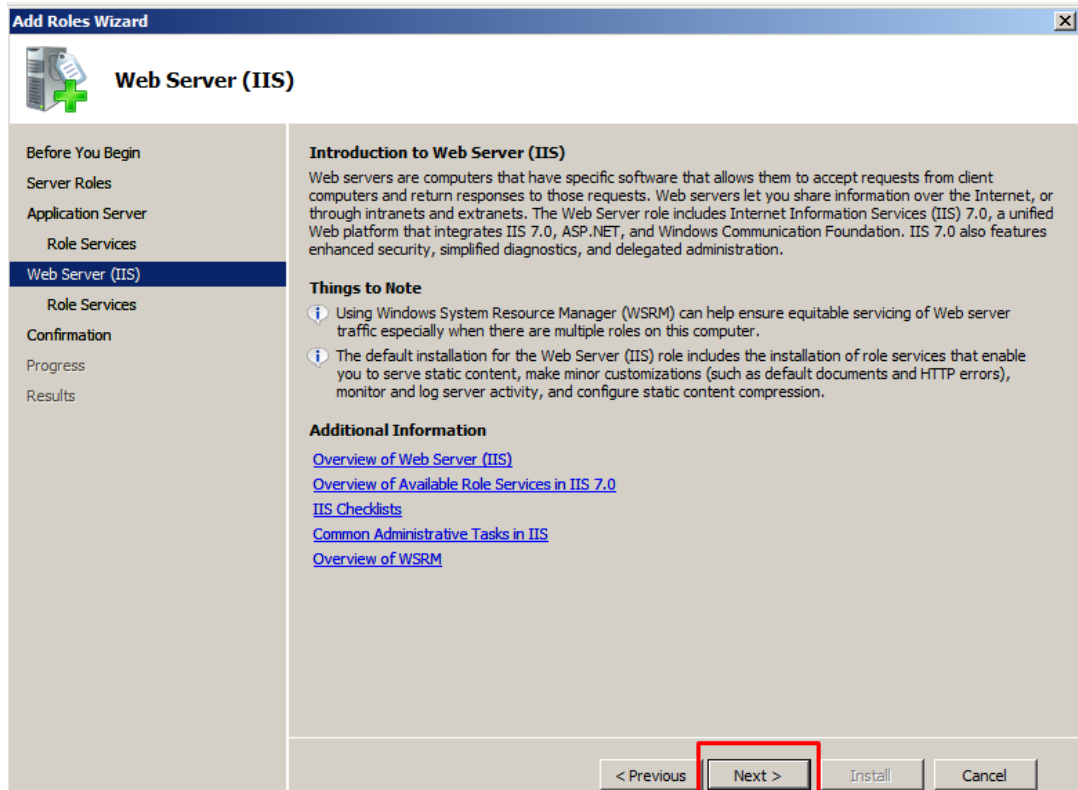 Add Roles Wizard
Web Server (IIS)
Before You Begin
Server Roles
Application Server
Role Services
Web Server (IIS)
Role Services
Confirmation
Progress
Results
Introduction to Web Server (IIS)
Web servers are computers that have specific software that allows them to accept requests from client
computers and return responses to those requests. Web servers let you share information over the Internet, or
through intranets and extranets. The Web Server role includes Internet Information Services (IIS) 7.0, a unified
Web platform that integrates IIS 7.0, ASP.NET, and Windows Communication Foundation. IIS 7.0 also features
enhanced security, simplified diagnostics, and delegated administration.
Things to Note
Using Windows System Resource Manager (WSRM) can help ensure equitable servicing of Web server
traffic especially when there are multiple roles on this computer.
The default installation for the Web Server (IIS) role includes the installation of role services that enable
you to serve static content, make minor customizations (such as default documents and HTTP errors),
monitor and log server activity, and configure static content compression.
Additional Information
Overview of Web Server (IIS)
Overview of Available Role Services in IIS 7.0
IIS Checklists
Common Administrative Tasks in IIS
Overview of WSRM
< Previous Next > Install Cancel